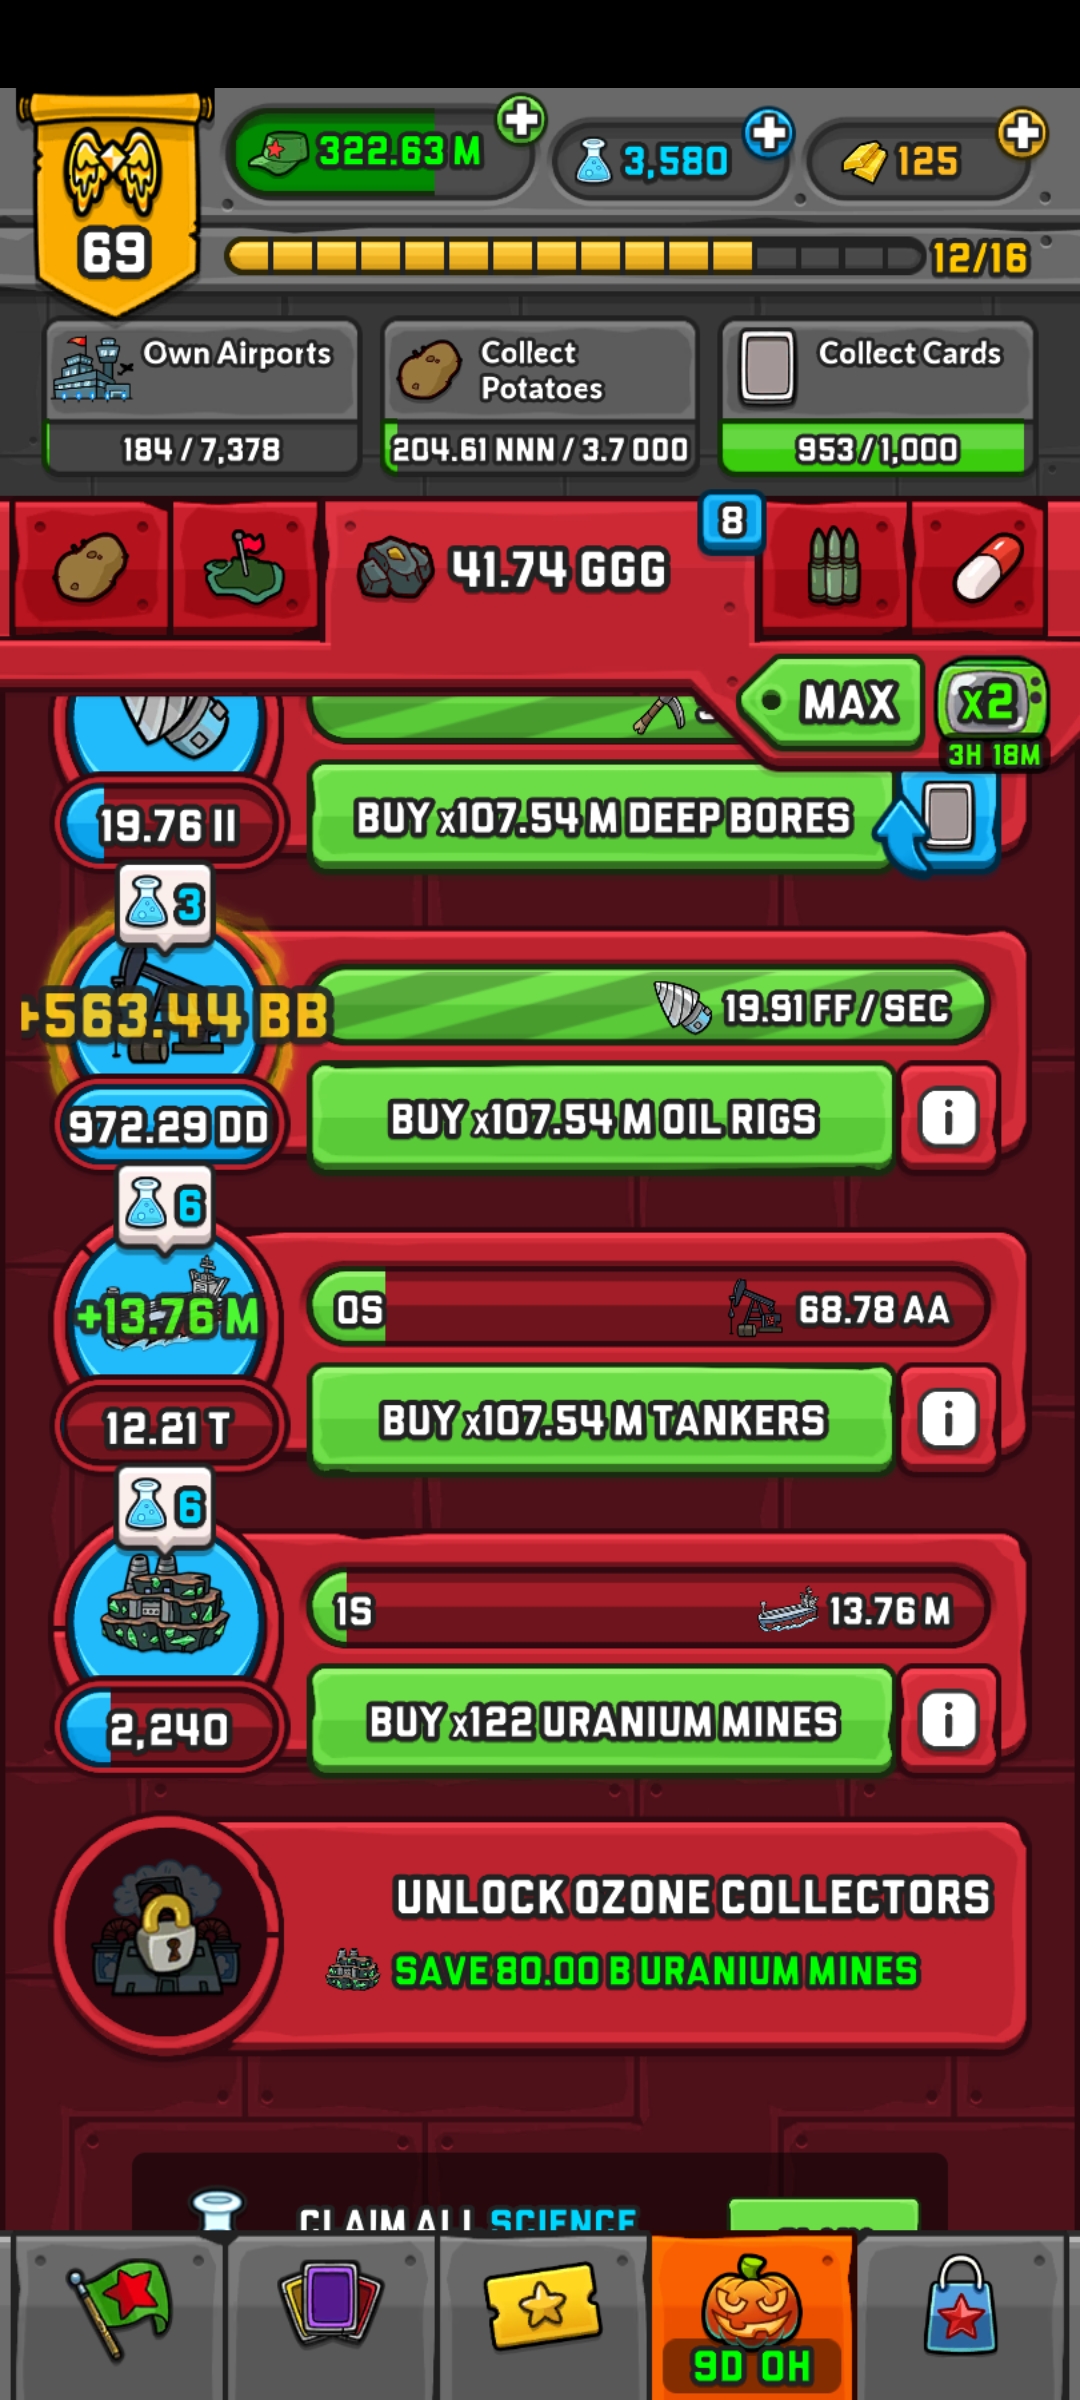 322.63 M
3,580
125
69
12/16
Own Airports
184 / 7,378
Collect
Potatoes
204.61 NNN / 3.7 OOO
Collect Cards
953 / 1,000
41.74 GGG
8
MAX
x2
3H 18M
19.76 II
BUY x107.54 M DEEP BORES
3
+563.44 BB
19.91 FF / SEC
972.29 DD
BUY x107.54 M OIL RIGS
i
6
+13.76 M
0S
68.78 AA
12.21 T
BUY x107.54 M TANKERS
i
6
1S
13.76 M
2,240
BUY x122 URANIUM MINES
i
UNLOCK OZONE COLLECTORS
SAVE 80.00 B URANIUM MINES
CLAIM ALL SCIENCE
9D 0H